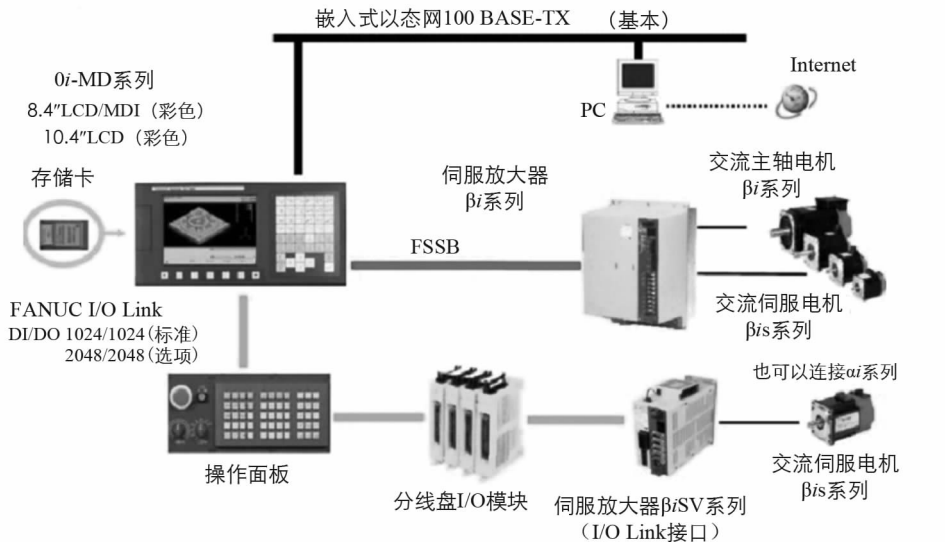 嵌入式以态网100 BASE-TX （基本）
0i-MD系列
8.4″LCD/MDI（彩色）
10.4″LCD（彩色）
存储卡
PC
Internet
伺服放大器
βi系列
交流主轴电机
βi系列
FSSB
交流伺服电机
βis系列
FANUC I/O Link
DI/DO 1024/1024(标准)
2048/2048(选项)
也可以连接αi系列
操作面板
分线盘I/O模块
伺服放大器βiSV系列
（I/O Link接口）
交流伺服电机
βis系列